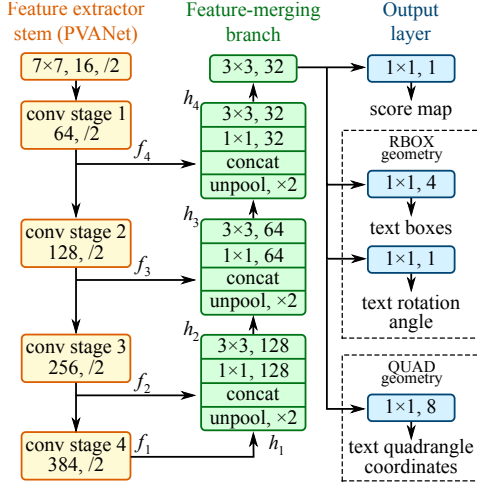 Feature extractor
stem (PVANet)
7×7, 16, /2
conv stage 1
64, /2
f4
conv stage 2
128, /2
f3
conv stage 3
256, /2
f2
conv stage 4
384, /2
f1
Feature-merging
branch
3×3, 32
h4
3×3, 32
1×1, 32
concat
unpool, ×2
h3
3×3, 64
1×1, 64
concat
unpool, ×2
h2
3×3, 128
1×1, 128
concat
unpool, ×2
h1
Output
layer
1×1, 1
score map
RBOX
geometry
1×1, 4
text boxes
1×1, 1
text rotation
angle
QUAD
geometry
1×1, 8
text quadrangle
coordinates